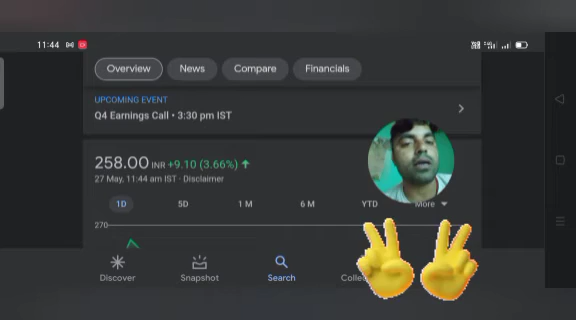 11:44
Overview News Compare Financials
UPCOMING EVENT
Q4 Earnings Call • 3:30 pm IST
258.00 INR +9.10 (3.66%) ↑
27 May, 11:44 am IST · Disclaimer
1D 5D 1 M 6 M YTD More
270
Discover Snapshot Search